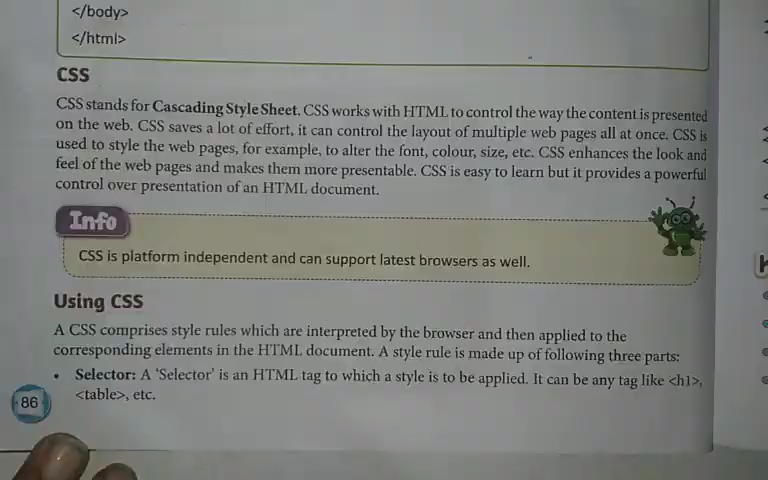 </body>
</html>
CSS
CSS stands for Cascading Style Sheet. CSS works with HTML to control the way the content is presented
on the web. CSS saves a lot of effort, it can control the layout of multiple web pages all at once. CSS is
used to style the web pages, for example, to alter the font, colour, size, etc. CSS enhances the look and
feel of the web pages and makes them more presentable. CSS is easy to learn but it provides a powerful
control over presentation of an HTML document.
Info
CSS is platform independent and can support latest browsers as well.
Using CSS
A CSS comprises style rules which are interpreted by the browser and then applied to the
corresponding elements in the HTML document. A style rule is made up of following three parts:
• Selector: A 'Selector' is an HTML tag to which a style is to be applied. It can be any tag like <h1>,
<table>, etc.
86